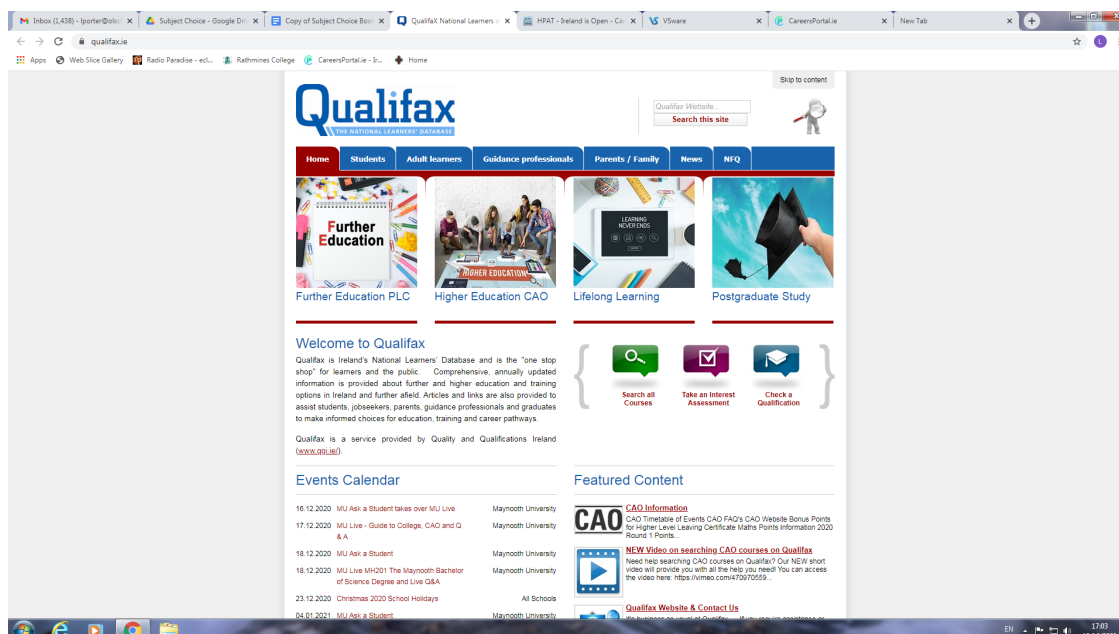 Inbox (1,438) - lporter@olsc
Subject Choice - Google Dri
Copy of Subject Choice Boo
QualifaX National Learners
HPAT - Ireland is Open - Ca
VSware
CareersPortal.ie
New Tab
qualifax.ie
Apps
Web Slice Gallery
Radio Paradise - ecl...
Rathmines College
CareersPortal.ie - Ir...
Home
Skip to content
Qualifax
THE NATIONAL LEARNERS' DATABASE
Qualifax Website...
Search this site
Home
Students
Adult learners
Guidance professionals
Parents / Family
News
NFQ
Further
Education
HIGHER EDUCATION
LEARNING
NEVER ENDS
Further Education PLC
Higher Education CAO
Lifelong Learning
Postgraduate Study
Welcome to Qualifax
Qualifax is Ireland's National Learners' Database and is the "one stop
shop" for learners and the public. Comprehensive, annually updated
information is provided about further and higher education and training
options in Ireland and further afield. Articles and links are also provided to
assist students, jobseekers, parents, guidance professionals and graduates
to make informed choices for education, training and career pathways.
Qualifax is a service provided by Quality and Qualifications Ireland
(www.qqi.ie/).
Search all
Courses
Take an Interest
Assessment
Check a
Qualification
Events Calendar
16.12.2020 MU Ask a Student takes over MU Live Maynooth University
17.12.2020 MU Live - Guide to College, CAO and Q Maynooth University
& A
18.12.2020 MU Ask a Student Maynooth University
18.12.2020 MU Live MH201 The Maynooth Bachelor Maynooth University
of Science Degree and Live Q&A
23.12.2020 Christmas 2020 School Holidays All Schools
04.01.2021 MU Ask a Student Maynooth University
Featured Content
CAO
CAO Information
CAO Timetable of Events CAO FAQ's CAO Website Bonus Points
for Higher Level Leaving Certificate Maths Points Information 2020
Round 1 Points...
NEW Video on searching CAO courses on Qualifax
Need help searching CAO courses on Qualifax? Our NEW short
video will provide you with all the help you need! You can access
the video here: https://vimeo.com/470970559...
Qualifax Website & Contact Us
EN
17:03